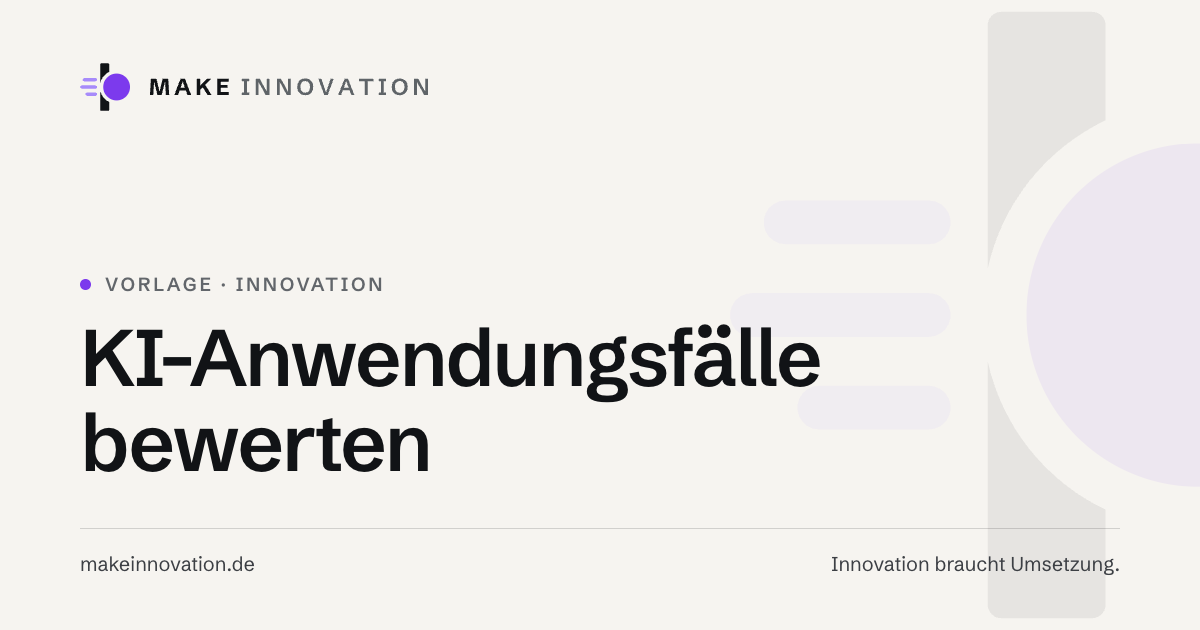 MAKE INNOVATION
VORLAGE · INNOVATION
KI-Anwendungsfälle
bewerten
makeinnovation.de
Innovation braucht Umsetzung.